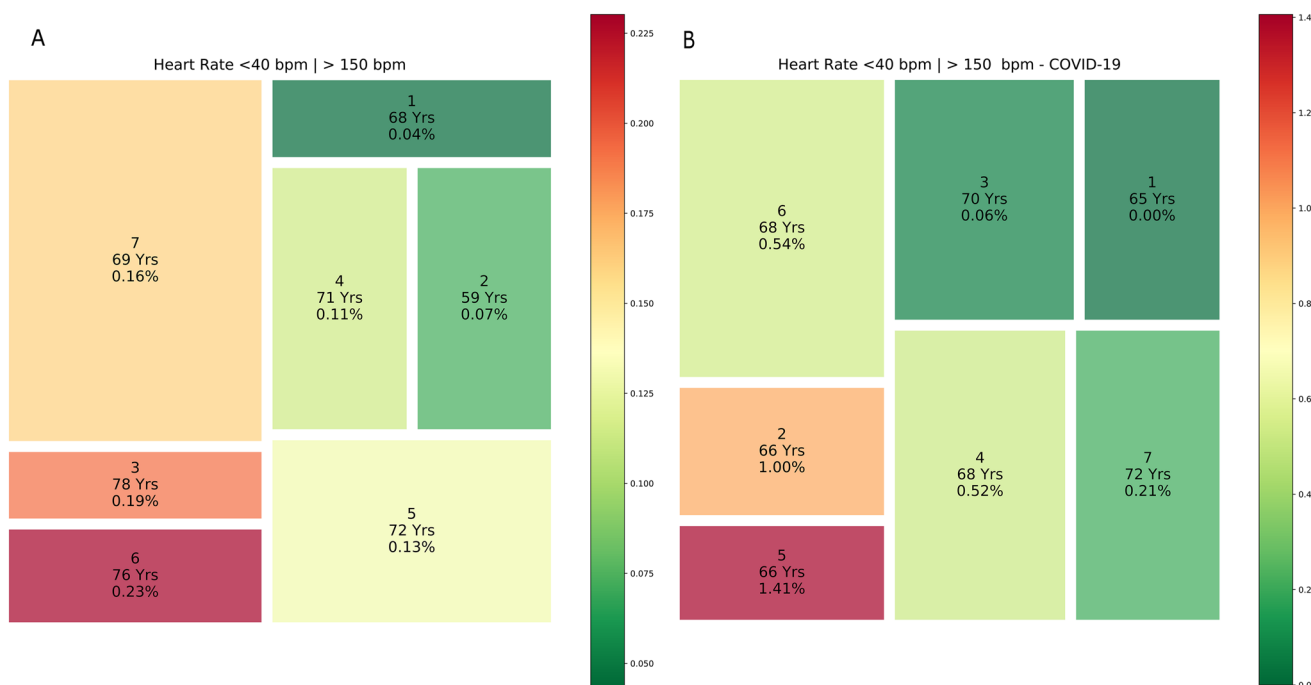 A
Heart Rate <40 bpm | > 150 bpm
7
69 Yrs
0.16%
1
68 Yrs
0.04%
4
71 Yrs
0.11%
2
59 Yrs
0.07%
3
78 Yrs
0.19%
6
76 Yrs
0.23%
5
72 Yrs
0.13%
0.225
0.200
0.175
0.150
0.125
0.100
0.075
0.050
B
Heart Rate <40 bpm | > 150  bpm - COVID-19
6
68 Yrs
0.54%
3
70 Yrs
0.06%
1
65 Yrs
0.00%
2
66 Yrs
1.00%
5
66 Yrs
1.41%
4
68 Yrs
0.52%
7
72 Yrs
0.21%
1.4
1.2
1.0
0.8
0.6
0.4
0.2
0.0